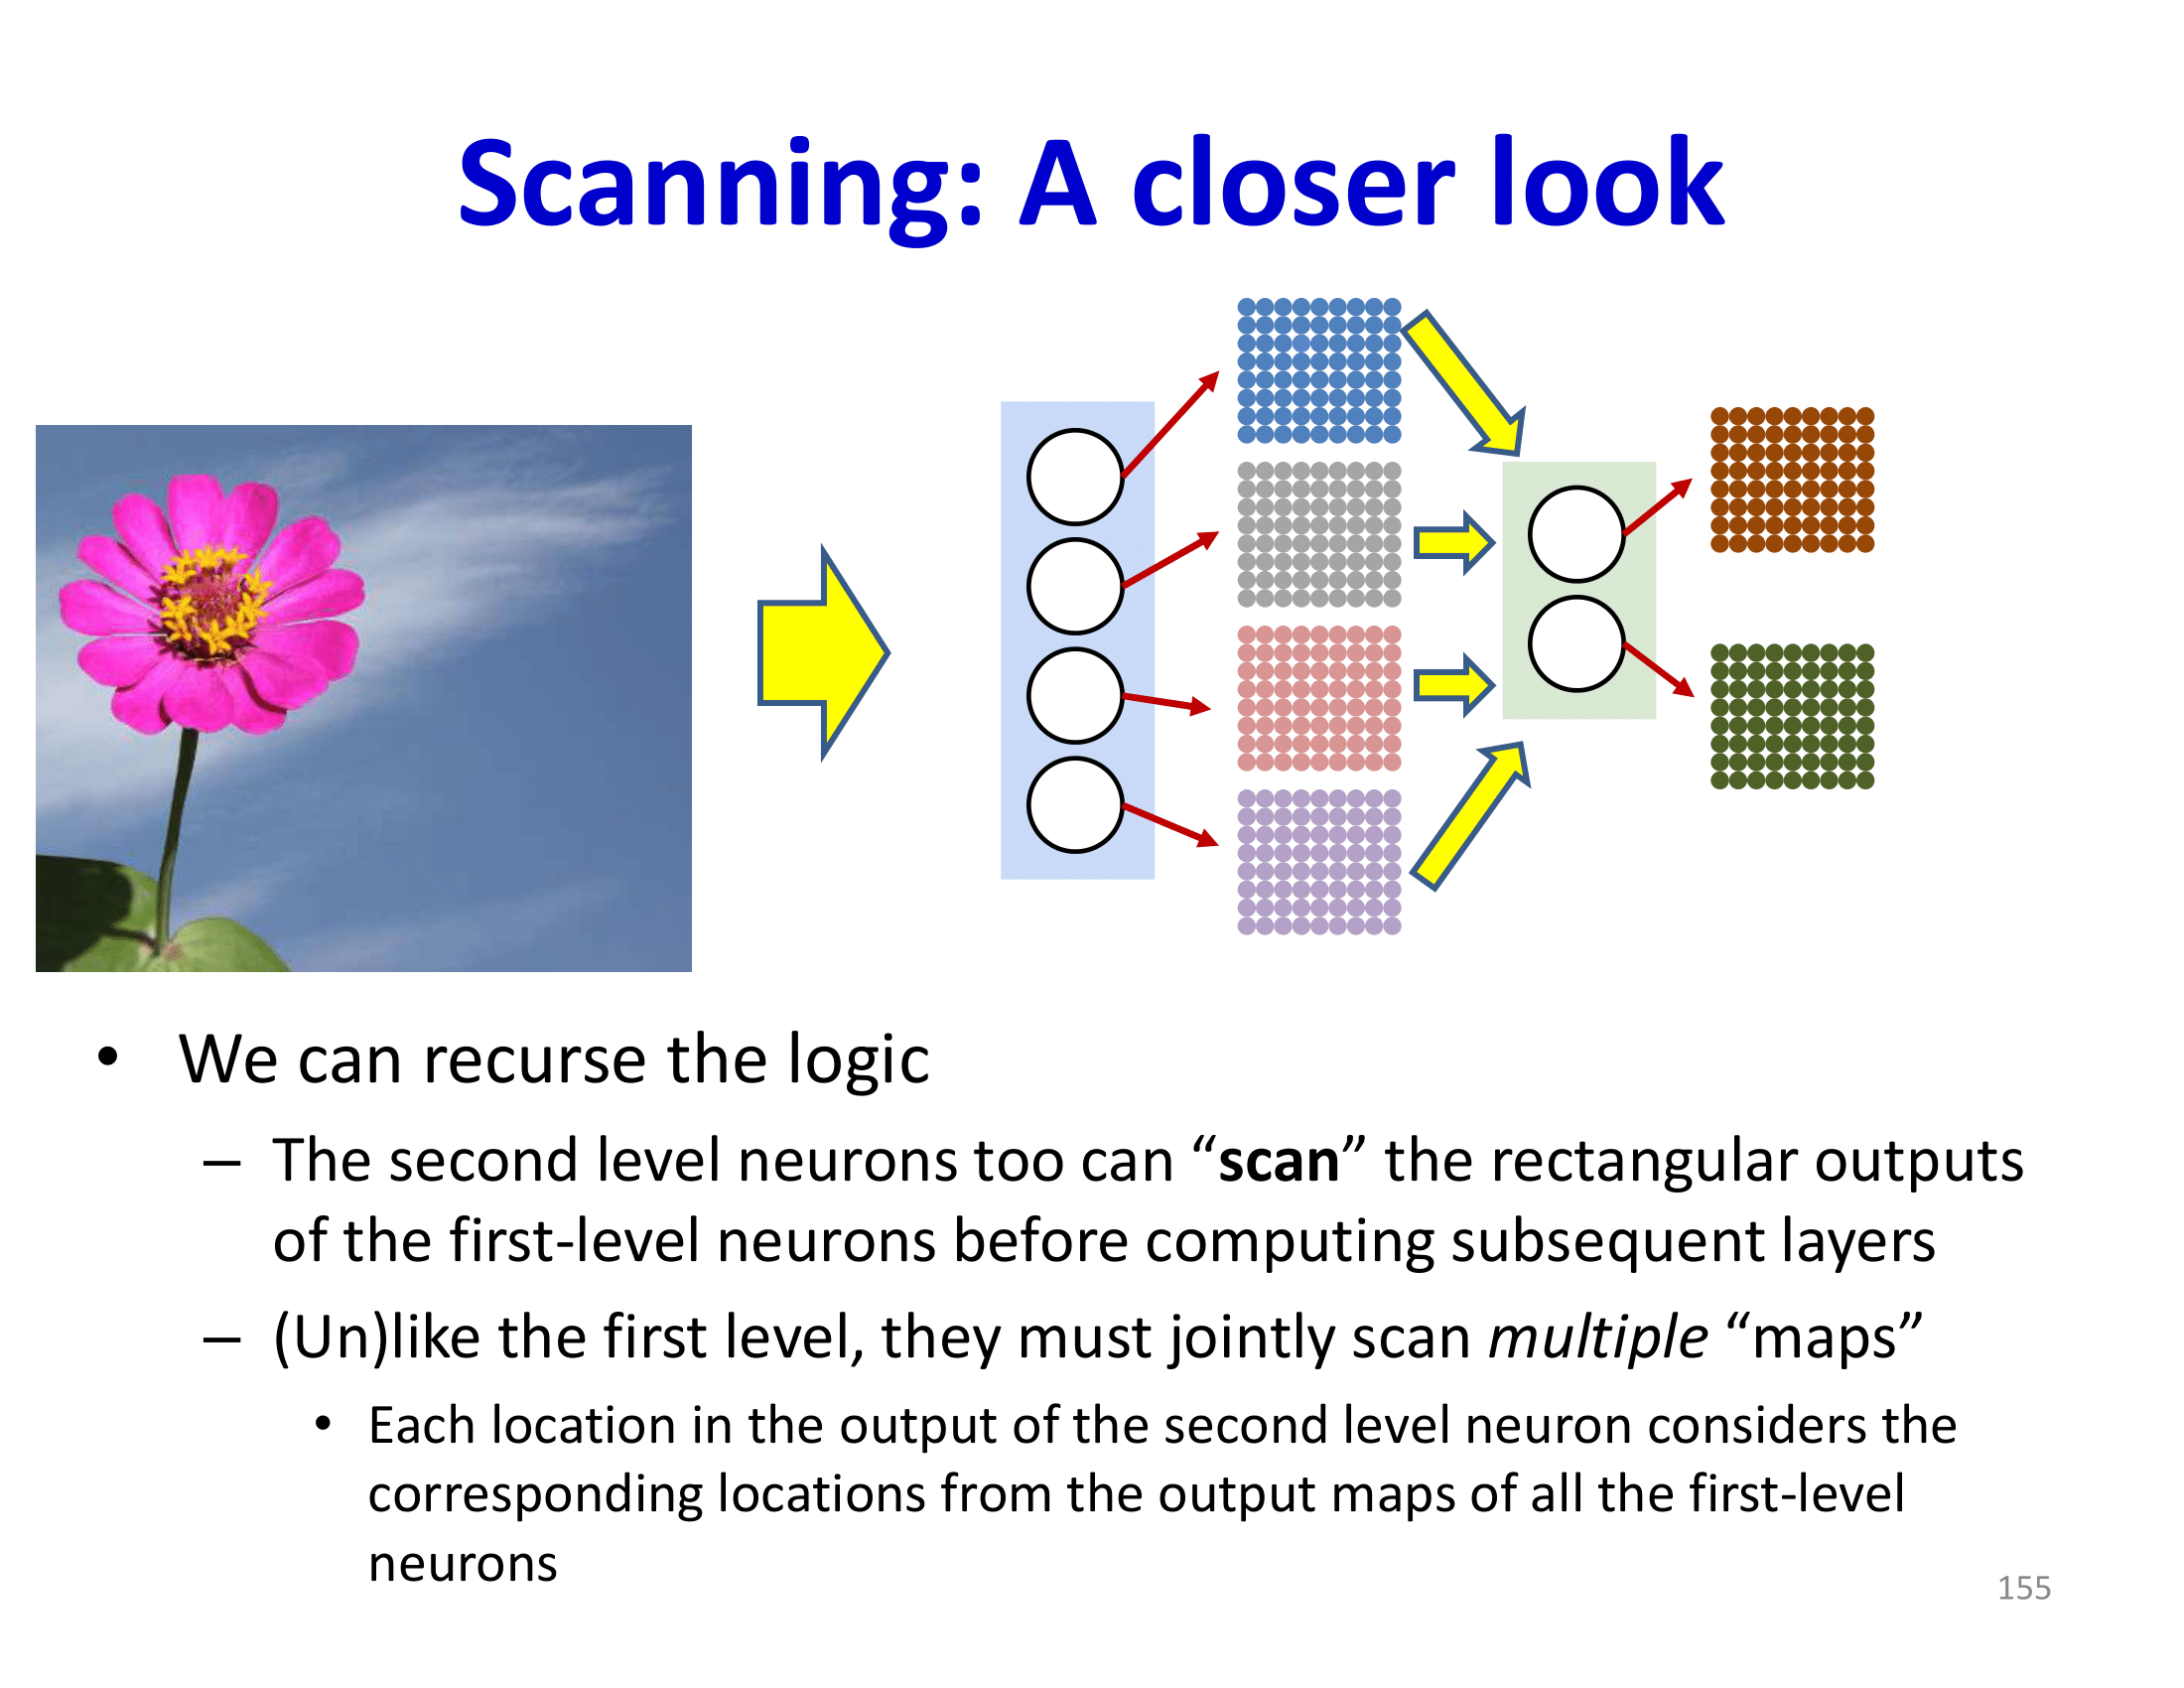 Scanning: A closer look
• We can recurse the logic
– The second level neurons too can “scan” the rectangular outputs
of the first-level neurons before computing subsequent layers
– (Un)like the first level, they must jointly scan multiple “maps”
• Each location in the output of the second level neuron considers the
corresponding locations from the output maps of all the first-level
neurons
155